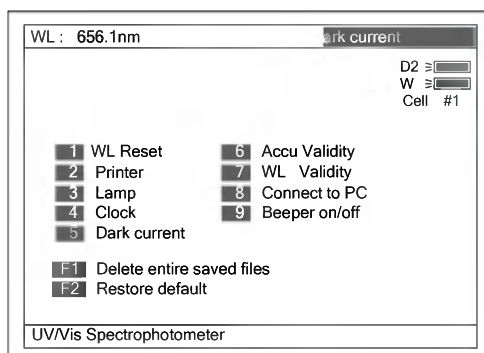 WL : 656.1nm ark current
D2
W
Cell #1
1 WL Reset 6 Accu Validity
2 Printer 7 WL Validity
3 Lamp 8 Connect to PC
4 Clock 9 Beeper on/off
5 Dark current
F1 Delete entire saved files
F2 Restore default
UV/Vis Spectrophotometer